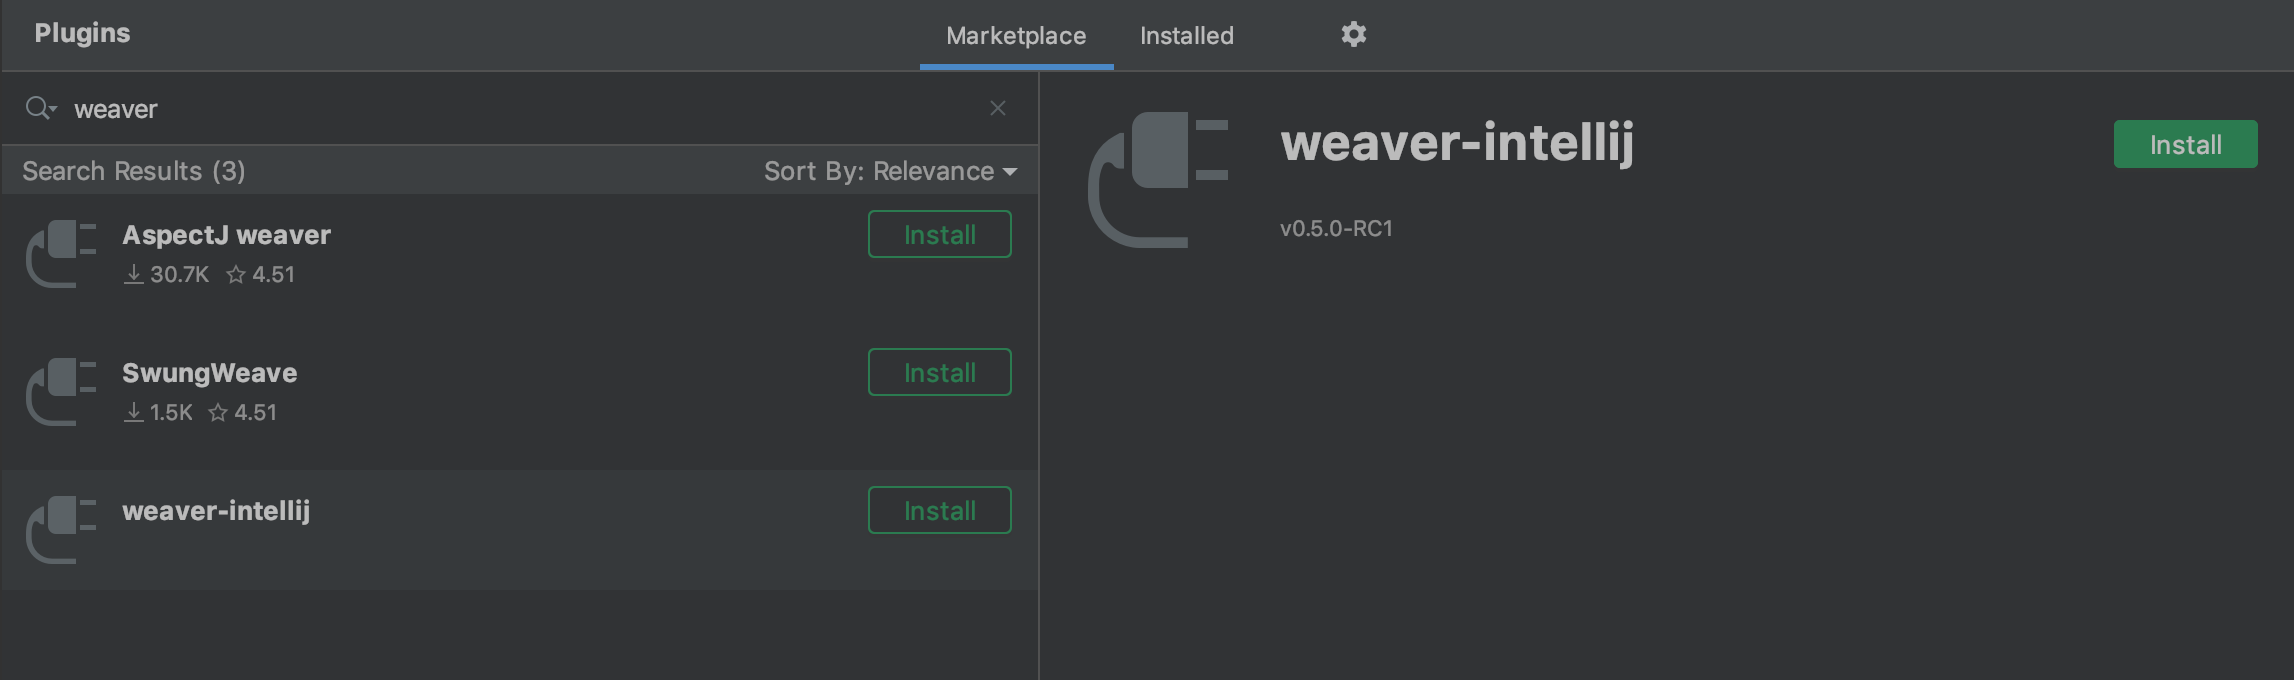 Plugins
Marketplace Installed
weaver
Search Results (3) Sort By: Relevance
AspectJ weaver Install
30.7K 4.51
SwungWeave Install
1.5K 4.51
weaver-intellij Install
weaver-intellij Install
v0.5.0-RC1